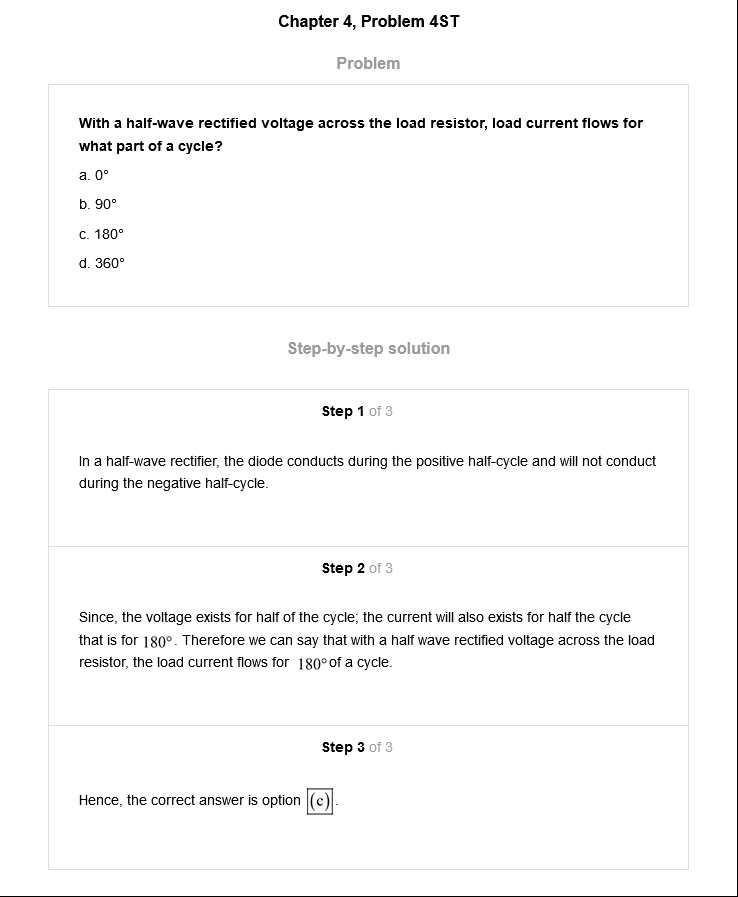 Chapter 4, Problem 4ST
Problem
With a half-wave rectified voltage across the load resistor, load current flows for
what part of a cycle?
a. 0°
b. 90°
c. 180°
d. 360°
Step-by-step solution
Step 1 of 3
In a half-wave rectifier, the diode conducts during the positive half-cycle and will not conduct
during the negative half-cycle.
Step 2 of 3
Since, the voltage exists for half of the cycle; the current will also exists for half the cycle
that is for 180°. Therefore we can say that with a half wave rectified voltage across the load
resistor, the load current flows for 180° of a cycle.
Step 3 of 3
Hence, the correct answer is option (c).